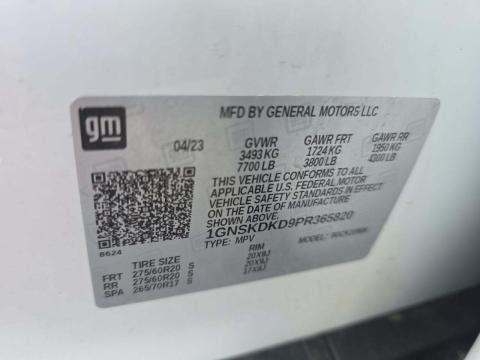 gm
MFD BY GENERAL MOTORS LLC
04/23 GVWR GAWR FRT GAWR RR
3493 KG 1724 KG 1950 KG
7700 LB 3800 LB 4300 LB
THIS VEHICLE CONFORMS TO ALL
APPLICABLE U.S. FEDERAL MOTOR
VEHICLE SAFETY STANDARDS IN EFFECT
ON THE DATE OF MANUFACTURE
SHOWN ABOVE.
1GNSKDKD9PR365820
TYPE: MPV MODEL:
8624
TIRE SIZE RIM
FRT 275/60R20 S 20X9J
RR 275/60R20 S 20X9J
SPA 265/70R17 S 17X8J